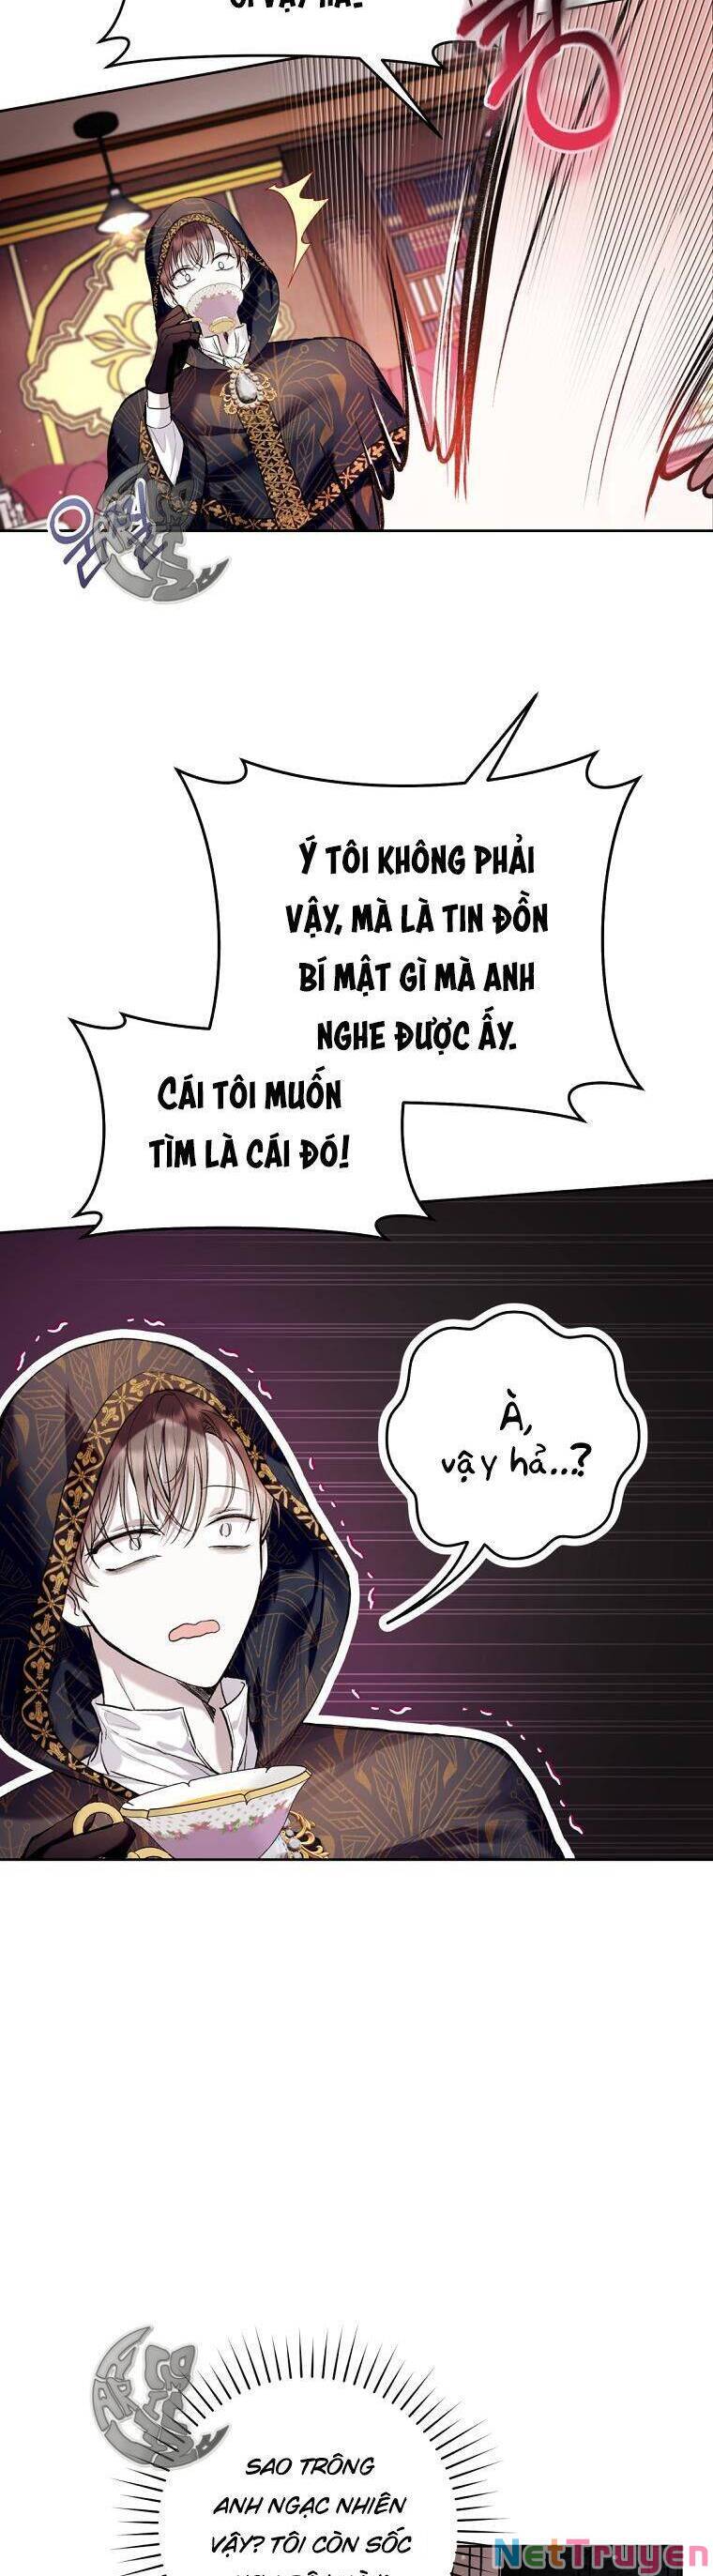 Ý TÔI KHÔNG PHẢI
VẬY, MÀ LÀ TIN ĐỒN
BÍ MẬT GÌ MÀ ANH
NGHE ĐƯỢC ẤY.
CÁI TÔI MUỐN
TÌM LÀ CÁI ĐÓ!
À,
vậy hả...?
SAO TRÔNG
ANH NGẠC NHIÊN
VẬY? TÔI CÒN SỐC
NetTruyen